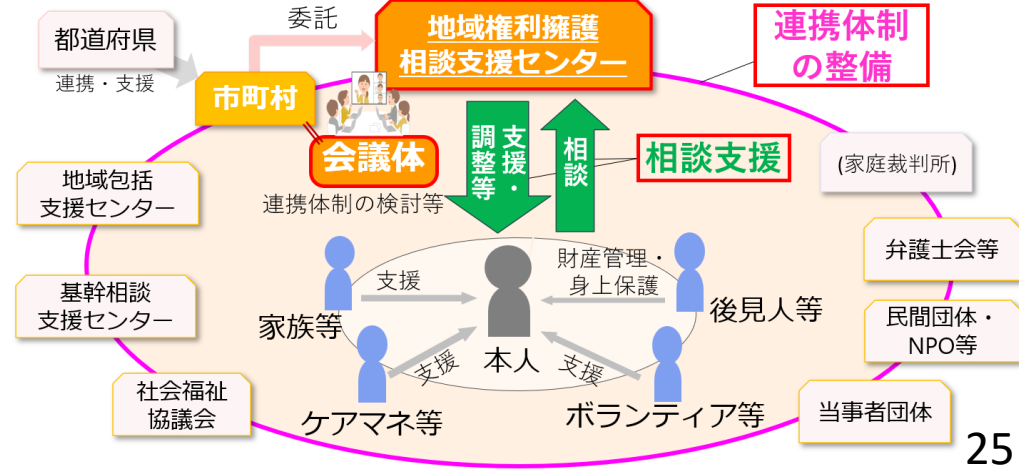 都道府県
連携・支援
委託
地域権利擁護
相談支援センター
連携体制
の整備
市町村
会議体
連携体制の検討等
支援・
調整等
相談
相談支援
(家庭裁判所)
地域包括
支援センター
弁護士会等
基幹相談
支援センター
民間団体・
NPO等
社会福祉
協議会
当事者団体
家族等
支援
本人
財産管理・
身上保護
後見人等
ケアマネ等
支援
支援
ボランティア等
25